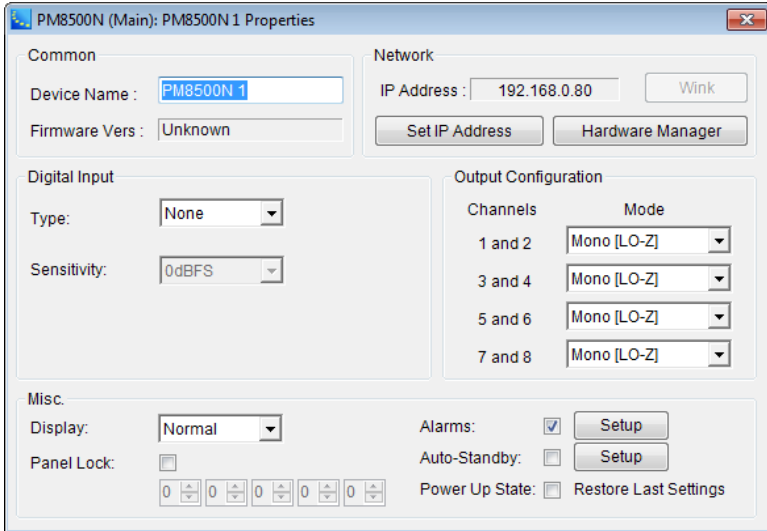 PM8500N (Main): PM8500N 1 Properties
Common
Device Name : PM8500N 1
Firmware Vers : Unknown
Network
IP Address : 192.168.0.80 Wink
Set IP Address Hardware Manager
Digital Input
Type: None
Sensitivity: 0dBFS
Output Configuration
Channels Mode
1 and 2 Mono [LO-Z]
3 and 4 Mono [LO-Z]
5 and 6 Mono [LO-Z]
7 and 8 Mono [LO-Z]
Misc.
Display: Normal
Panel Lock:
0 0 0 0 0
Alarms: Setup
Auto-Standby: Setup
Power Up State: Restore Last Settings